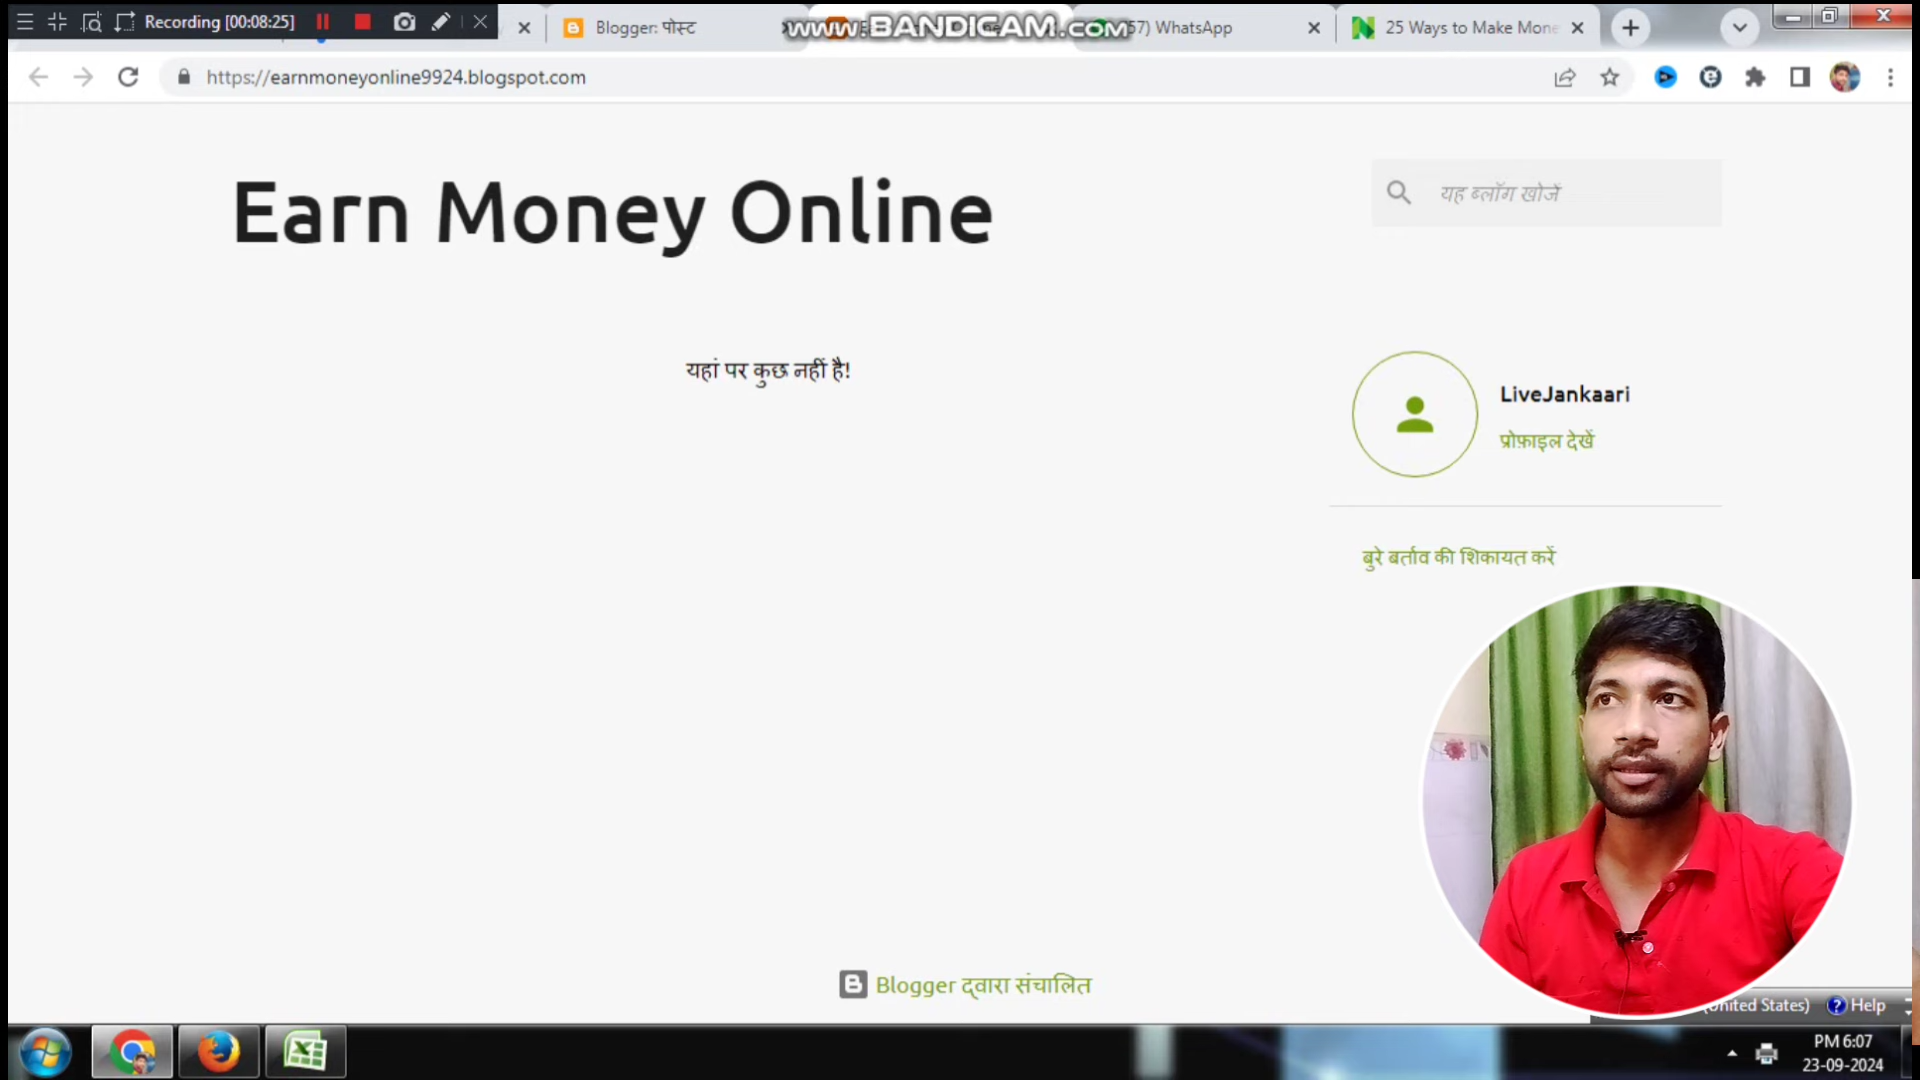 Recording [00:08:25]
Blogger: पोस्ट
www.BANDICAM.com
57) WhatsApp
25 Ways to Make Mone
https://earnmoneyonline9924.blogspot.com
Earn Money Online
यह ब्लॉग खोजें
यहां पर कुछ नहीं है!
LiveJankaari
प्रोफ़ाइल देखें
बुरे बर्ताव की शिकायत करें
Blogger द्वारा संचालित
(United States)
Help
PM 6:07
23-09-2024